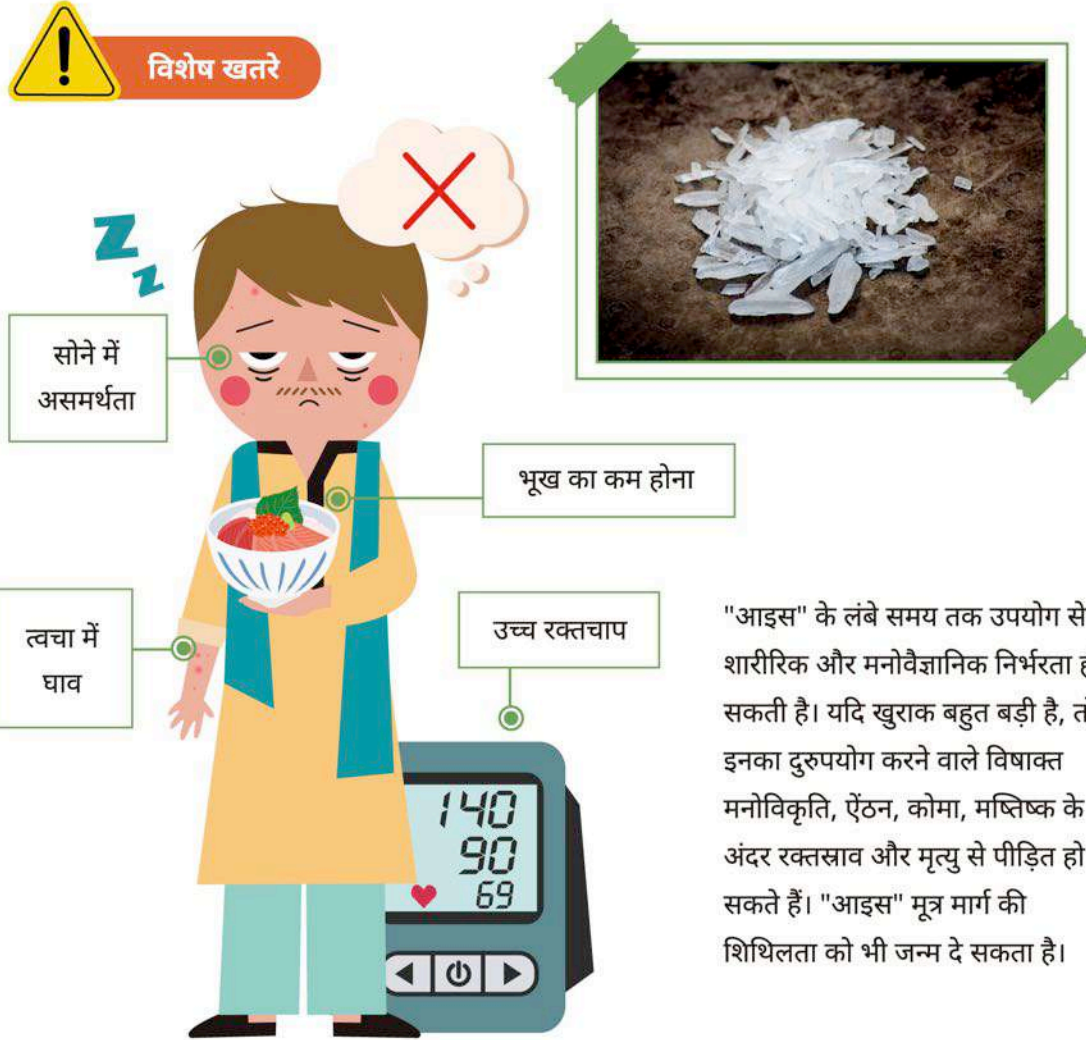 विशेष खतरे
Z
z
सोने में
असमर्थता
भूख का कम होना
त्वचा में
घाव
उच्च रक्तचाप
140
90
69
"आइस" के लंबे समय तक उपयोग से
शारीरिक और मनोवैज्ञानिक निर्भरता
सकती है। यदि खुराक बहुत बड़ी है,
इनका दुरुपयोग करने वाले विषाक्त
मनोविकृति, ऐंठन, कोमा, मष्तिष्क के
अंदर रक्तस्राव और मृत्यु से पीड़ित हो
सकते हैं। "आइस" मूत्र मार्ग की
शिथिलता को भी जन्म दे सकता है।